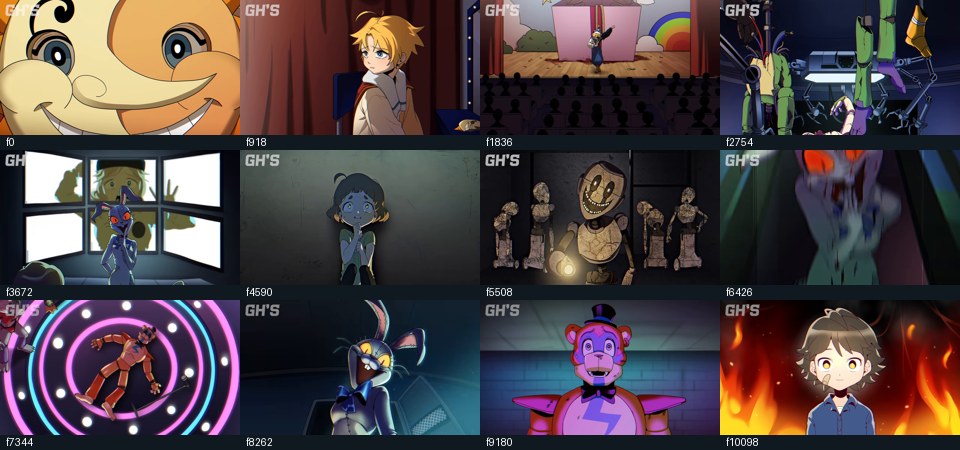 GH'S
GH'S
GH'S
GH'S
f0
f918
f1836
f2754
GH'S
GH'S
GH'S
GH'S
f3672
f4590
f5508
f6426
GH'S
GH'S
GH'S
GH'S
f7344
f8262
f9180
f10098